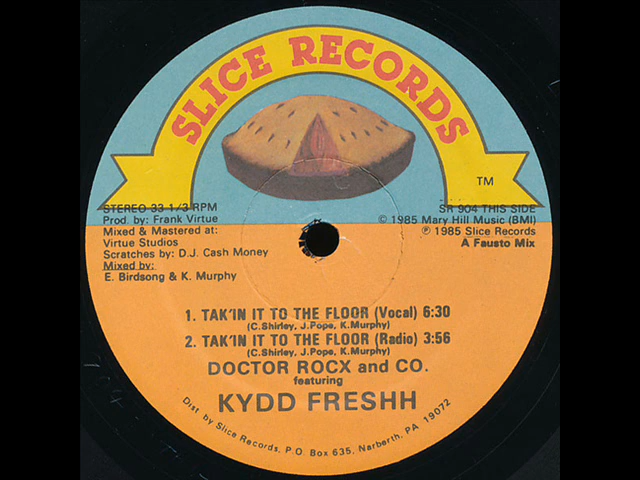 SLICE RECORDS
TM
STEREO 33 1/3 RPM
Prod. by: Frank Virtue
Mixed & Mastered at:
Virtue Studios
Scratches by: D.J. Cash Money
Mixed by:
E. Birdsong & K. Murphy
SR 904 THIS SIDE
© 1985 Mary Hill Music (BMI)
℗ 1985 Slice Records
A Fausto Mix
1. TAK'IN IT TO THE FLOOR (Vocal) 6:30
(C.Shirley, J.Pope, K.Murphy)
2. TAK'IN IT TO THE FLOOR (Radio) 3:56
(C.Shirley, J.Pope, K.Murphy)
DOCTOR ROCX and CO.
featuring
KYDD FRESHH
Dist by Slice Records, P.O. Box 635, Narberth, PA 19072